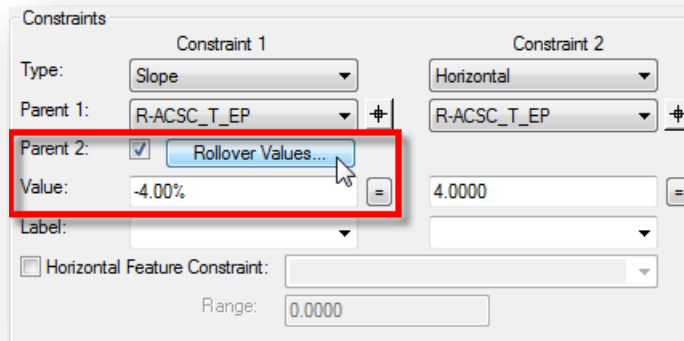 Constraints
Constraint 1 Constraint 2
Type: Slope Horizontal
Parent 1: R-ACSC_T_EP R-ACSC_T_EP
Parent 2: Rollover Values...
Value: -4.00% = 4.0000 =
Label:
Horizontal Feature Constraint:
Range: 0.0000